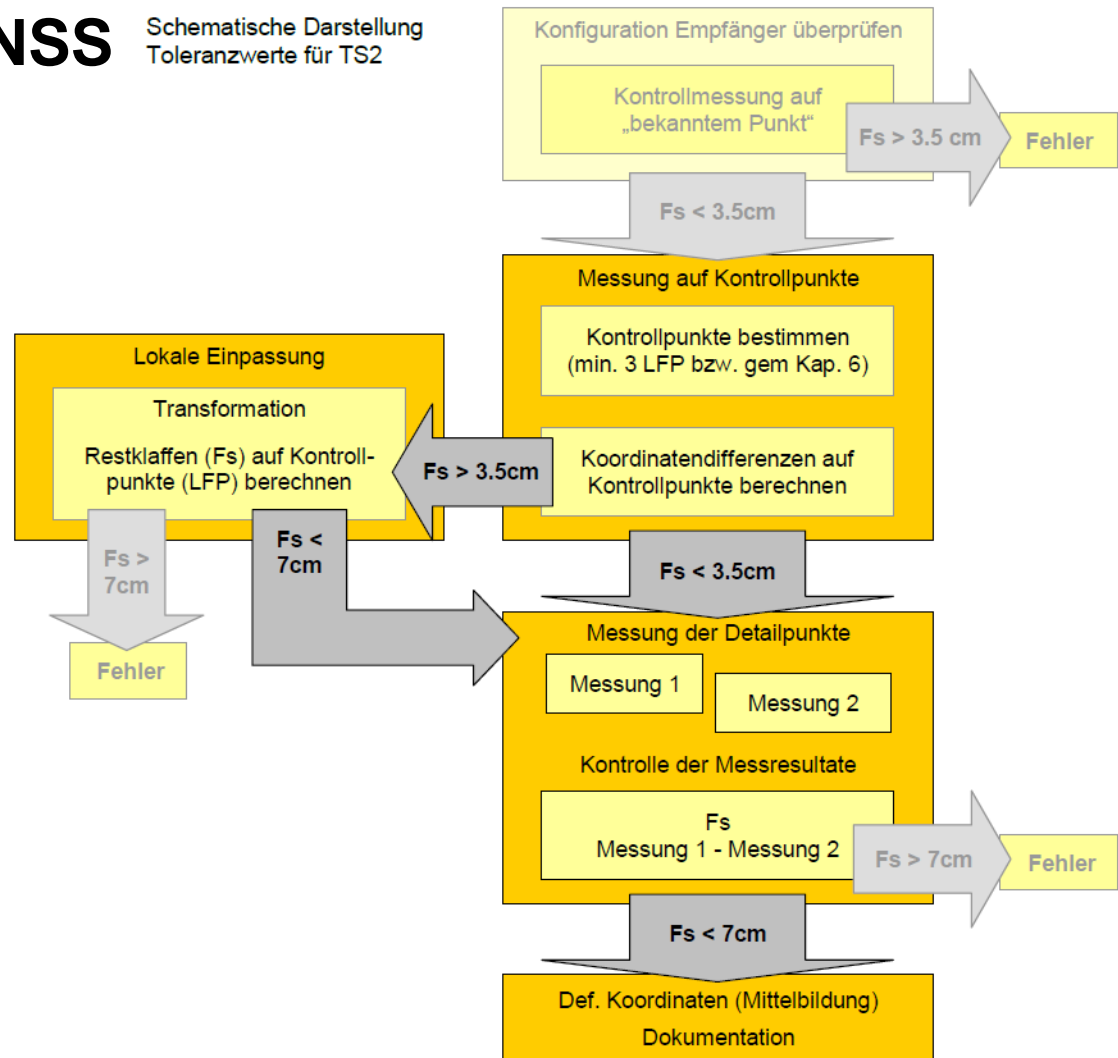 NSS
Schematische Darstellung
Toleranzwerte für TS2
Konfiguration Empfänger überprüfen
Kontrollmessung auf
„bekanntem Punkt“
Fs > 3.5 cm
Fehler
Fs < 3.5cm
Messung auf Kontrollpunkte
Kontrollpunkte bestimmen
(min. 3 LFP bzw. gem Kap. 6)
Koordinatendifferenzen auf
Kontrollpunkte berechnen
Fs > 3.5cm
Lokale Einpassung
Transformation
Restklaffen (Fs) auf Kontroll-
punkte (LFP) berechnen
Fs >
7cm
Fehler
Fs <
7cm
Fs < 3.5cm
Messung der Detailpunkte
Messung 1
Messung 2
Kontrolle der Messresultate
Fs
Messung 1 - Messung 2
Fs > 7cm
Fehler
Fs < 7cm
Def. Koordinaten (Mittelbildung)
Dokumentation